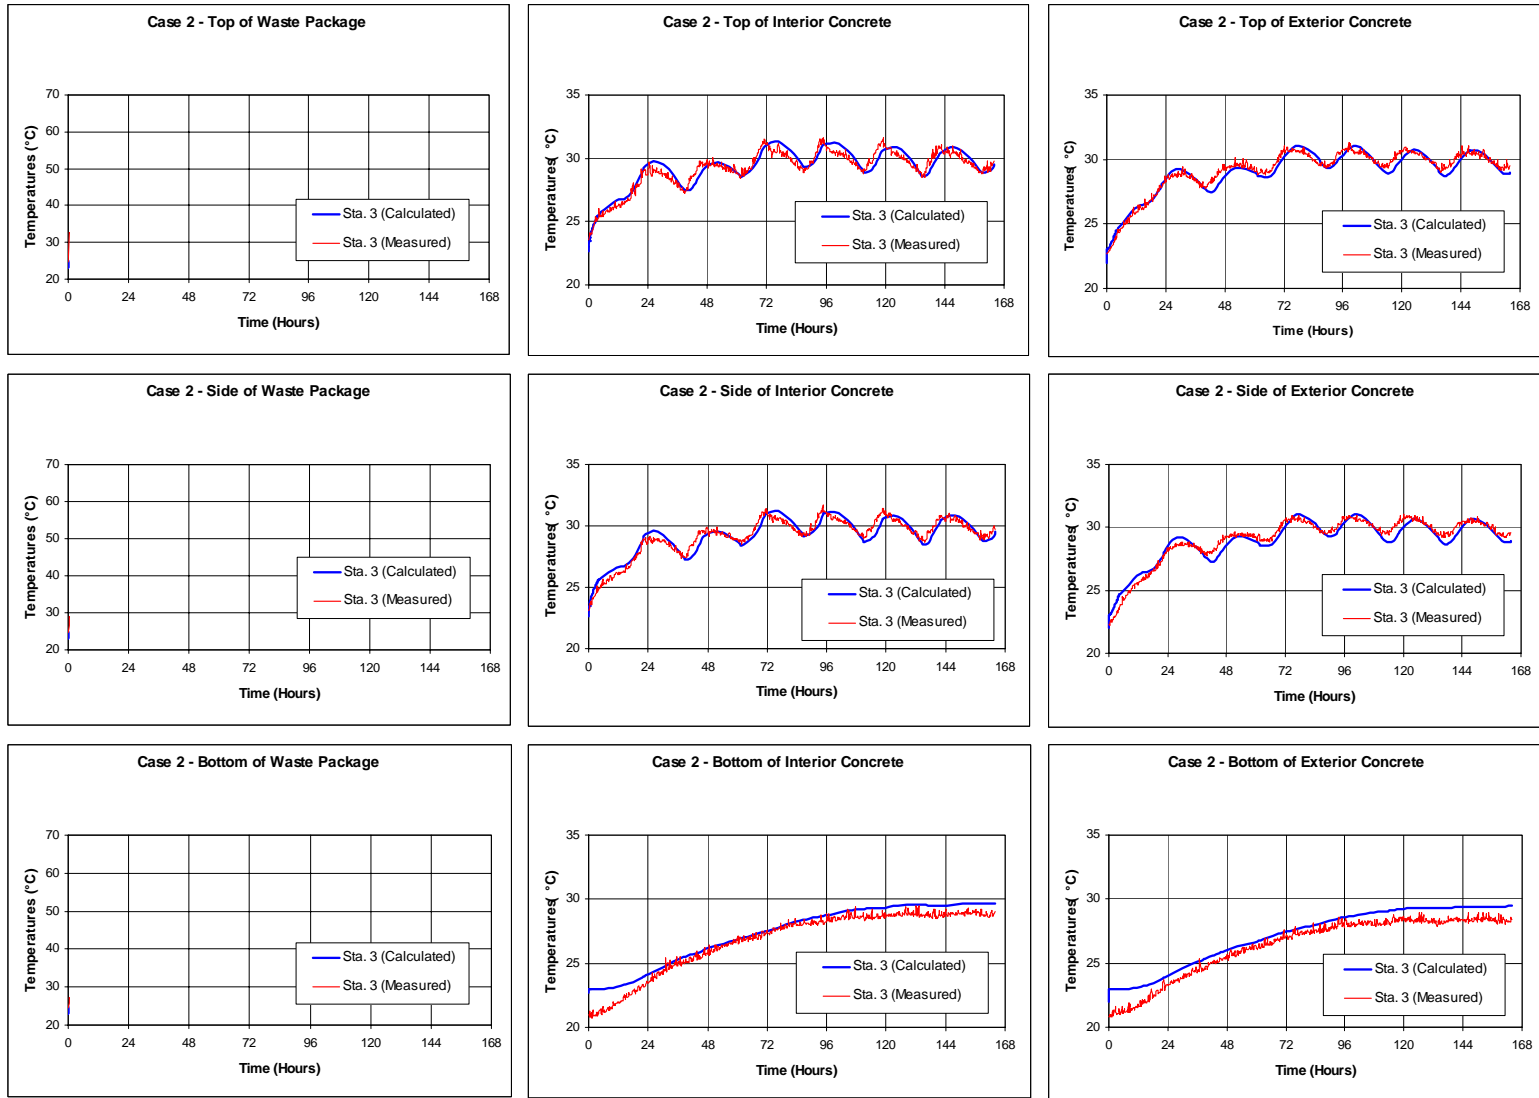 Case 2 - Top of Waste Package
Temperatures (°C)
70
60
50
40
30
20
Sta. 3 (Calculated)
Sta. 3 (Measured)
0 24 48 72 96 120 144 168
Time (Hours)
Case 2 - Top of Interior Concrete
Temperatures( °C)
35
30
25
20
Sta. 3 (Calculated)
Sta. 3 (Measured)
0 24 48 72 96 120 144 168
Time (Hours)
Case 2 - Top of Exterior Concrete
Temperatures( °C)
35
30
25
20
Sta. 3 (Calculated)
Sta. 3 (Measured)
0 24 48 72 96 120 144 168
Time (Hours)
Case 2 - Side of Waste Package
Temperatures (°C)
70
60
50
40
30
20
Sta. 3 (Calculated)
Sta. 3 (Measured)
0 24 48 72 96 120 144 168
Time (Hours)
Case 2 - Side of Interior Concrete
Temperatures( °C)
35
30
25
20
Sta. 3 (Calculated)
Sta. 3 (Measured)
0 24 48 72 96 120 144 168
Time (Hours)
Case 2 - Side of Exterior Concrete
Temperatures( °C)
35
30
25
20
Sta. 3 (Calculated)
Sta. 3 (Measured)
0 24 48 72 96 120 144 168
Time (Hours)
Case 2 - Bottom of Waste Package
Temperatures (°C)
70
60
50
40
30
20
Sta. 3 (Calculated)
Sta. 3 (Measured)
0 24 48 72 96 120 144 168
Time (Hours)
Case 2 - Bottom of Interior Concrete
Temperatures( °C)
35
30
25
20
Sta. 3 (Calculated)
Sta. 3 (Measured)
0 24 48 72 96 120 144 168
Time (Hours)
Case 2 - Bottom of Exterior Concrete
Temperatures( °C)
35
30
25
20
Sta. 3 (Calculated)
Sta. 3 (Measured)
0 24 48 72 96 120 144 168
Time (Hours)